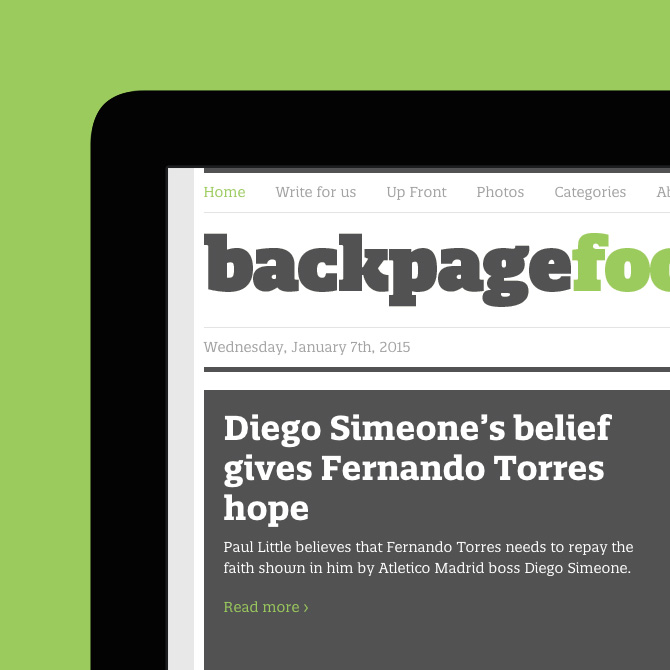 Home Write for us Up Front Photos Categories
backpagefoo
Wednesday, January 7th, 2015
Diego Simeone’s belief
gives Fernando Torres
hope
Paul Little believes that Fernando Torres needs to repay the
faith shown in him by Atletico Madrid boss Diego Simeone.
Read more ›